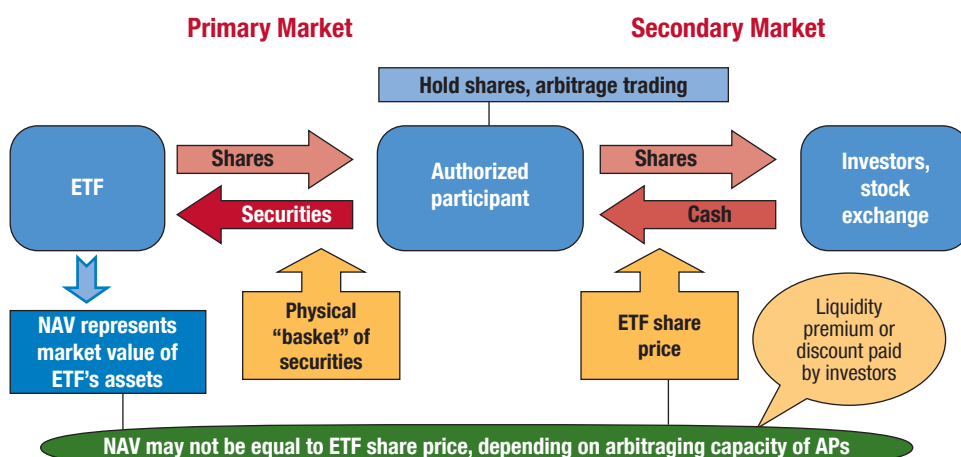 Primary Market
Secondary Market
Hold shares, arbitrage trading
ETF
Shares
Securities
Authorized
participant
Shares
Cash
Investors,
stock
exchange
NAV represents
market value of
ETF’s assets
Physical
“basket” of
securities
ETF share
price
Liquidity
premium or
discount paid
by investors
NAV may not be equal to ETF share price, depending on arbitraging capacity of APs